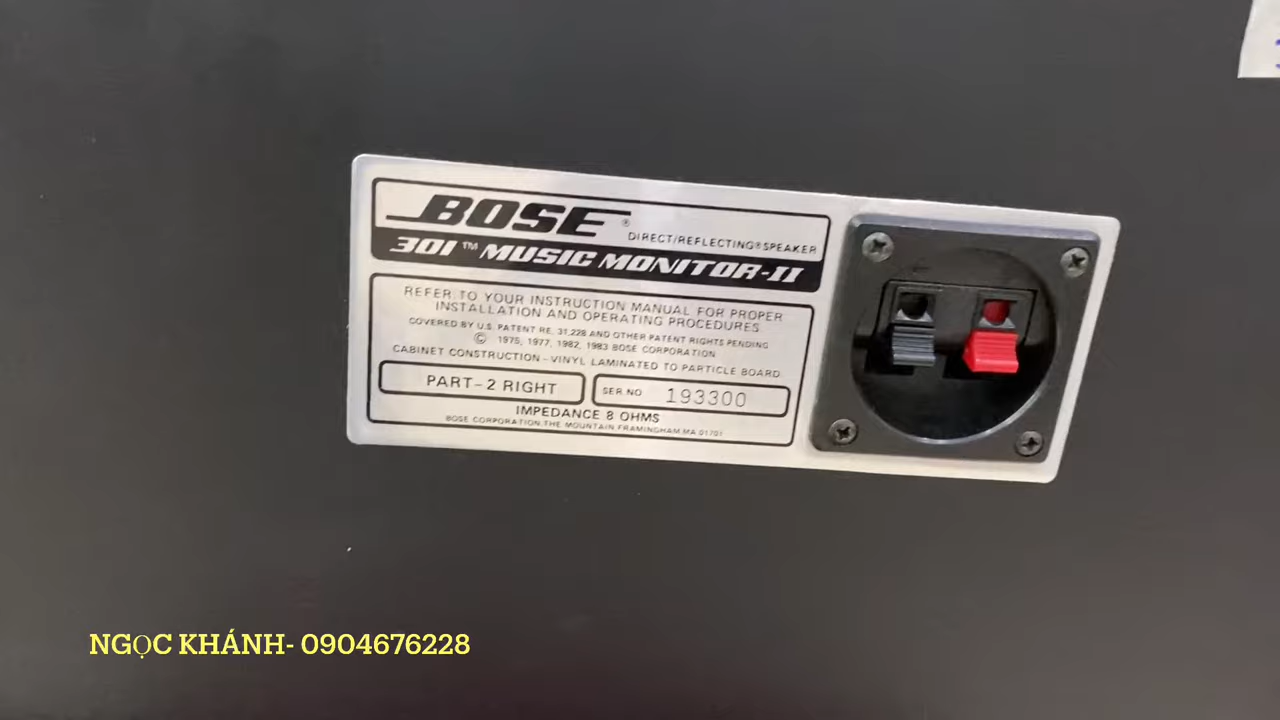 BOSE®
DIRECT/REFLECTING® SPEAKER
301™ MUSIC MONITOR-II
REFER TO YOUR INSTRUCTION MANUAL FOR PROPER
INSTALLATION AND OPERATING PROCEDURES
COVERED BY U.S. PATENT RE. 31,228 AND OTHER PATENT RIGHTS PENDING
© 1975, 1977, 1982, 1983 BOSE CORPORATION
CABINET CONSTRUCTION – VINYL LAMINATED TO PARTICLE BOARD
PART-2 RIGHT
SER.NO 193300
IMPEDANCE 8 OHMS
BOSE CORPORATION, THE MOUNTAIN FRAMINGHAM, MA 01701
NGỌC KHÁNH- 0904676228